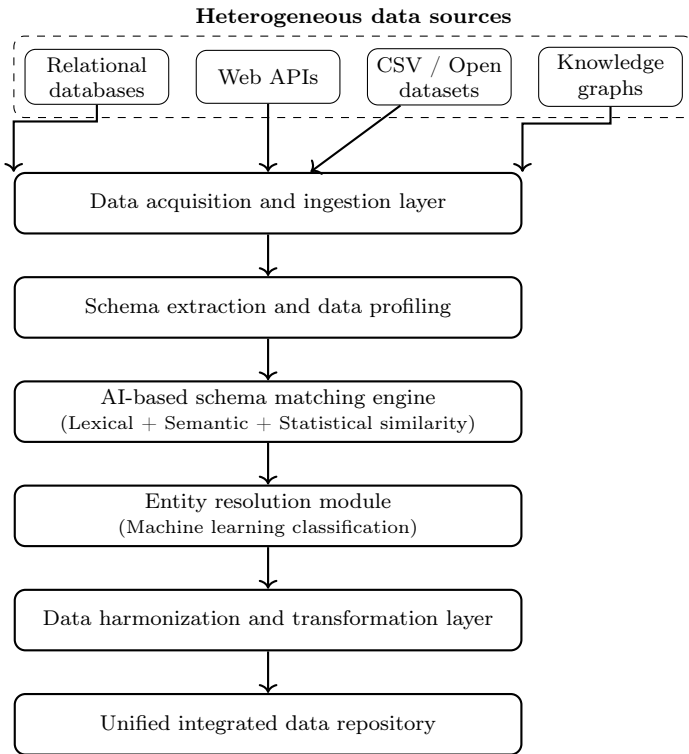 Heterogeneous data sources
Relational
databases
Web APIs
CSV / Open
datasets
Knowledge
graphs
Data acquisition and ingestion layer
Schema extraction and data profiling
AI-based schema matching engine
(Lexical + Semantic + Statistical similarity)
Entity resolution module
(Machine learning classification)
Data harmonization and transformation layer
Unified integrated data repository